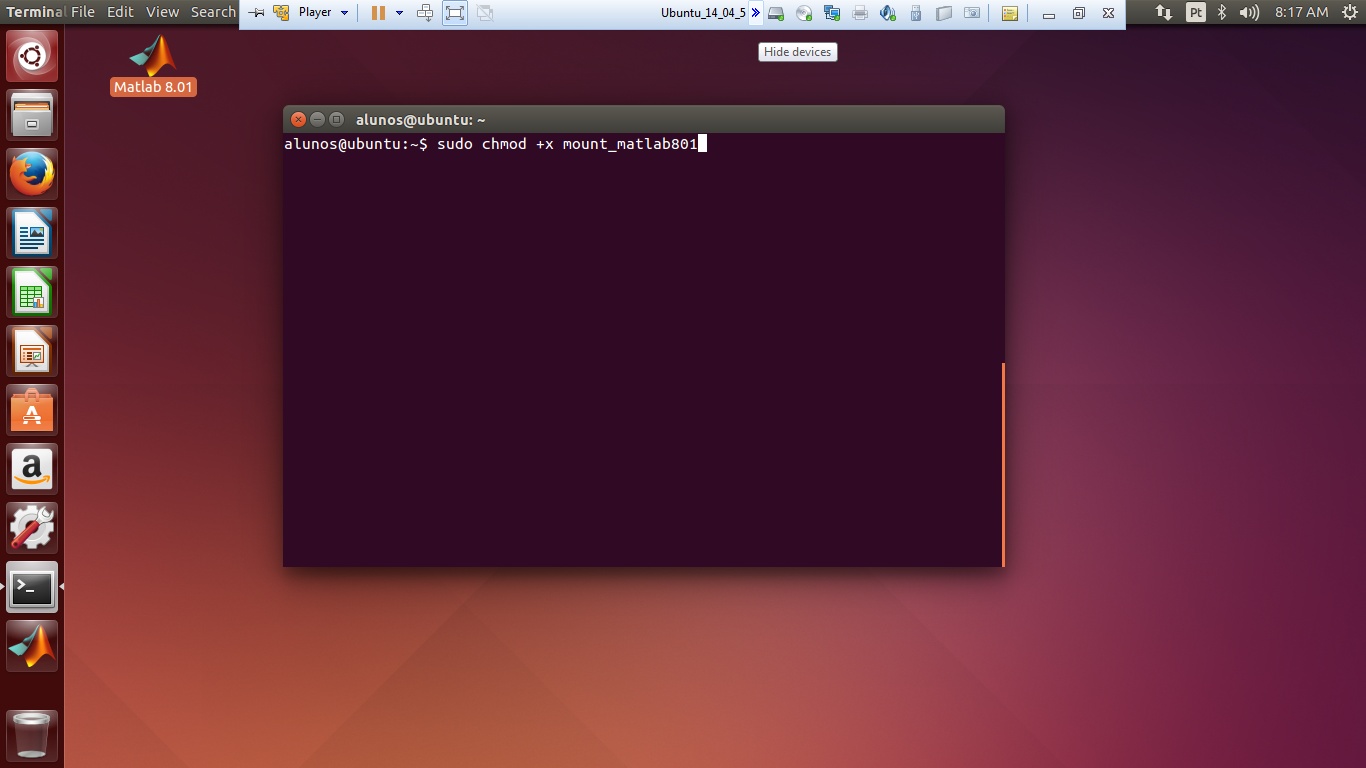 Terminal File Edit View Search
Player
Ubuntu_14_04_5
Pt
8:17 AM
Hide devices
Matlab 8.01
alunos@ubuntu: ~
alunos@ubuntu:~$ sudo chmod +x mount_matlab801